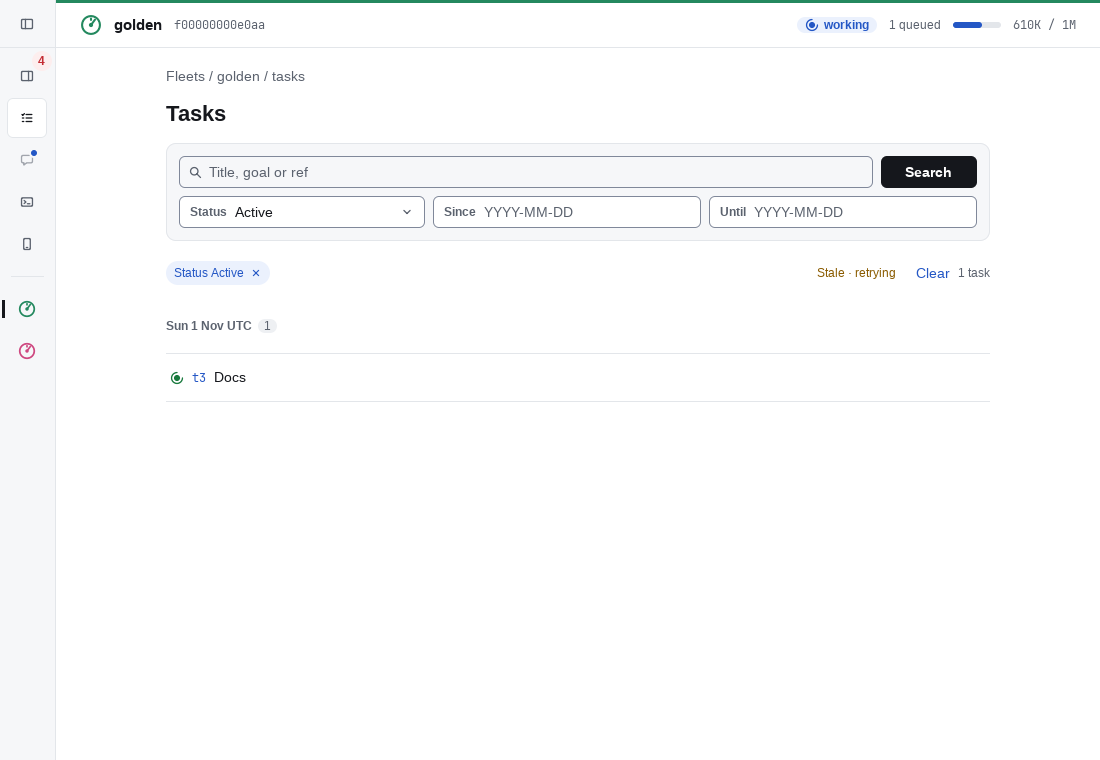 golden f00000000e0aa working 1 queued 610K / 1M
4
Fleets / golden / tasks
Tasks
Title, goal or ref Search
Status Active Since YYYY-MM-DD Until YYYY-MM-DD
Status Active × Stale · retrying Clear 1 task
Sun 1 Nov UTC 1
t3 Docs